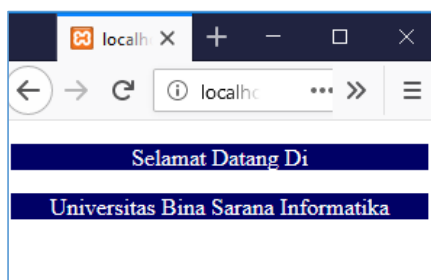 localh
localhc
Selamat Datang Di
Universitas Bina Sarana Informatika